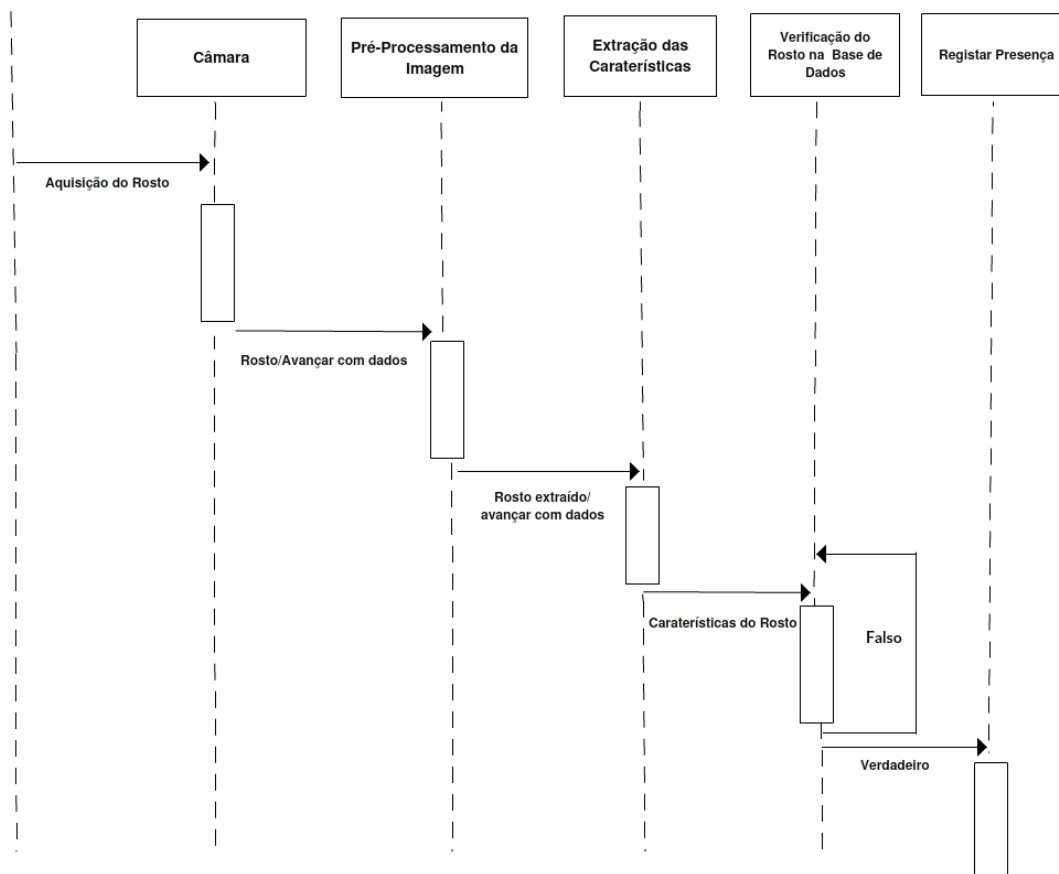 Câmara
Pré-Processamento da
Imagem
Extração das
Caraterísticas
Verificação do
Rosto na Base de
Dados
Registar Presença
Aquisição do Rosto
Rosto/Avançar com dados
Rosto extraído/
avançar com dados
Caraterísticas do Rosto
Falso
Verdadeiro